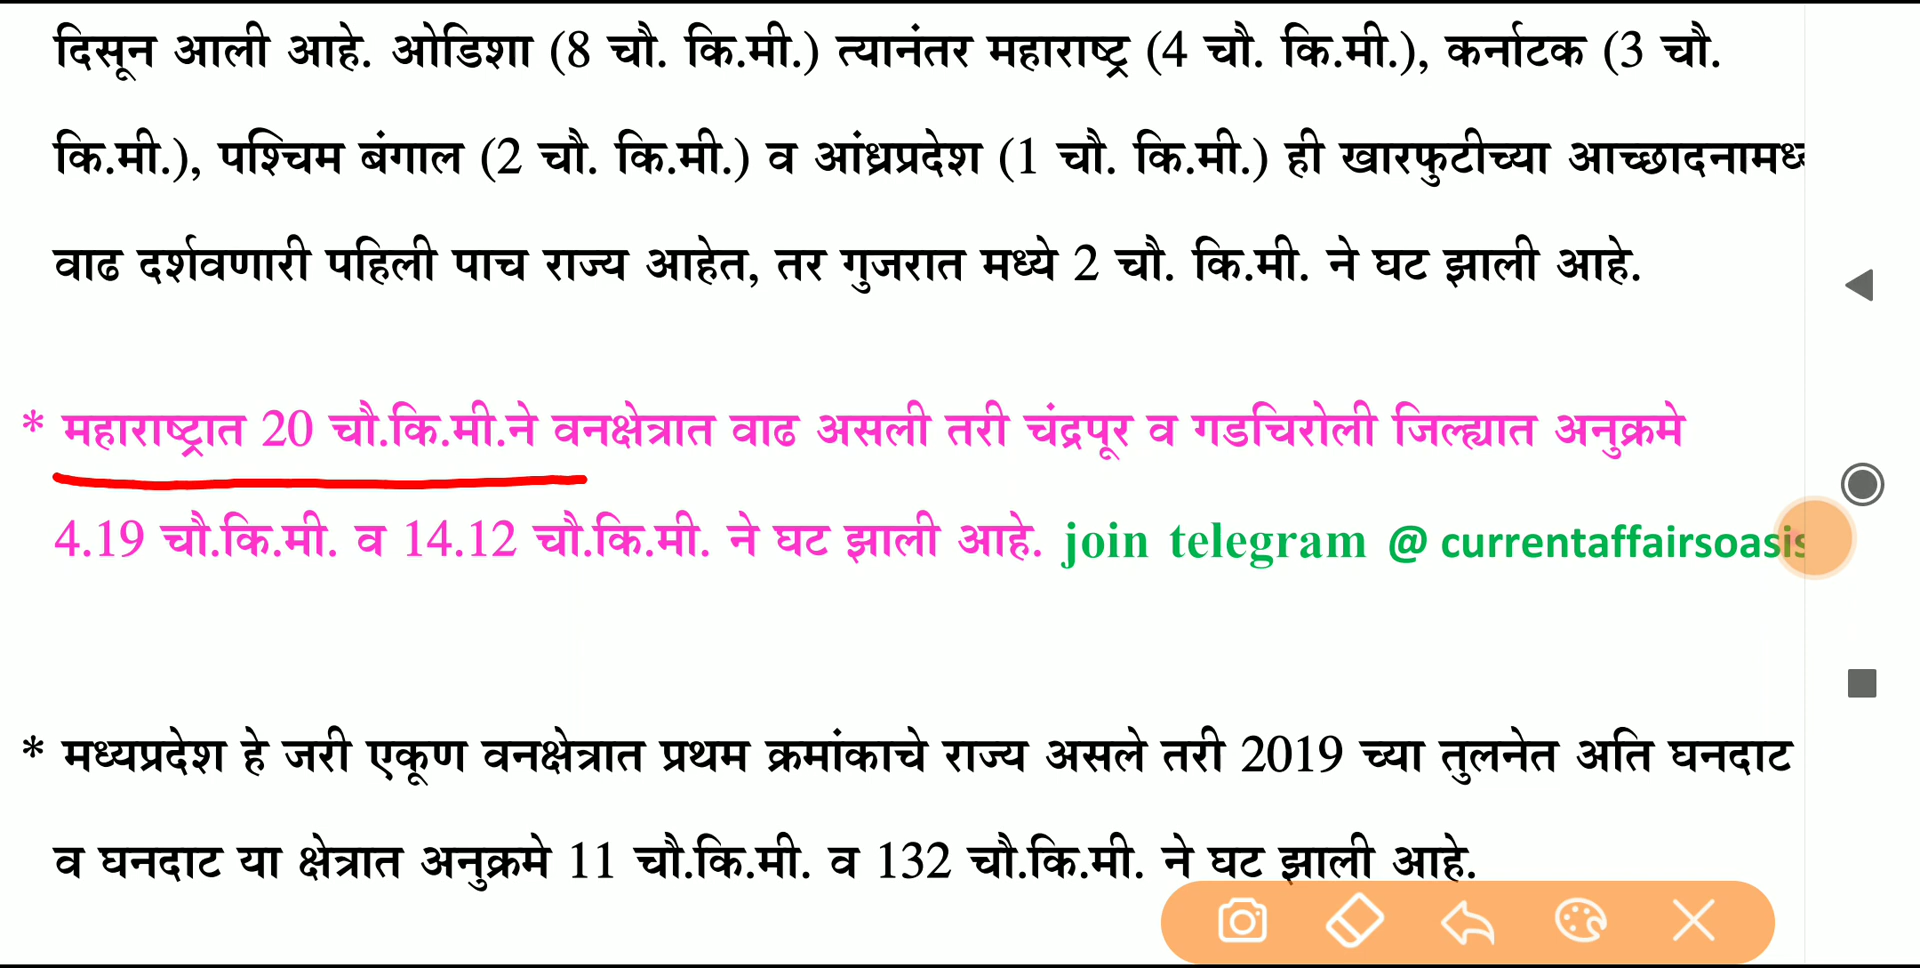 दिसून आली आहे. ओडिशा (8 चौ. कि.मी.) त्यानंतर महाराष्ट्र (4 चौ. कि.मी.), कर्नाटक (3 चौ.
कि.मी.), पश्चिम बंगाल (2 चौ. कि.मी.) व आंध्रप्रदेश (1 चौ. कि.मी.) ही खारफुटीच्या
वाढ दर्शवणारी पहिली पाच राज्य आहेत, तर गुजरात मध्ये 2 चौ. कि.मी. ने घट झाली आहे.
* महाराष्ट्रात 20 चौ.कि.मी.ने वनक्षेत्रात वाढ असली तरी चंद्रपूर व गडचिरोली जिल्ह्यात अनुक्रमे
4.19 चौ.कि.मी. व 14.12 चौ.कि.मी. ने घट झाली आहे. join telegram @ currentaffairsoasis
* मध्यप्रदेश हे जरी एकूण वनक्षेत्रात प्रथम क्रमांकाचे राज्य असले तरी 2019 च्या तुलनेत अति घनदाट
व घनदाट या क्षेत्रात अनुक्रमे 11 चौ.कि.मी. व 132 चौ.कि.मी. ने घट झाली आहे.